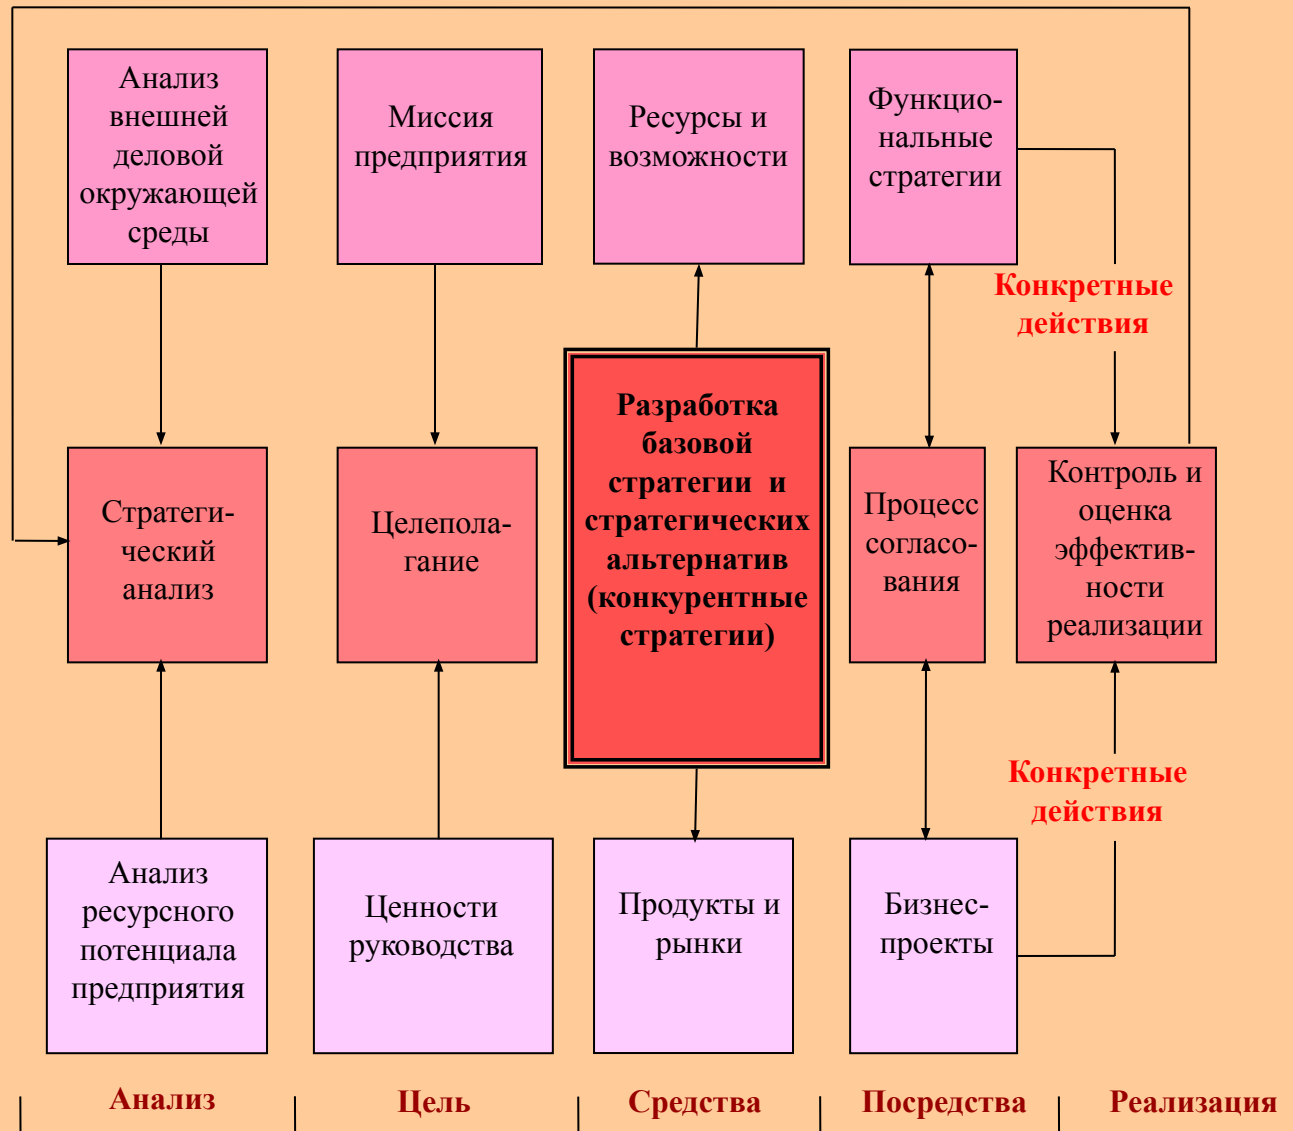 Анализ
внешней
деловой
окружающей
среды
Миссия
предприятия
Ресурсы и
возможности
Функцио-
нальные
стратегии
Конкретные
действия
Стратеги-
ческий
анализ
Целепола-
гание
Разработка
базовой
стратегии и
стратегических
альтернатив
(конкурентные
стратегии)
Процесс
согласо-
вания
Контроль и
оценка
эффектив-
ности
реализации
Конкретные
действия
Анализ
ресурсного
потенциала
предприятия
Ценности
руководства
Продукты и
рынки
Бизнес-
проекты
Анализ
Цель
Средства
Посредства
Реализация